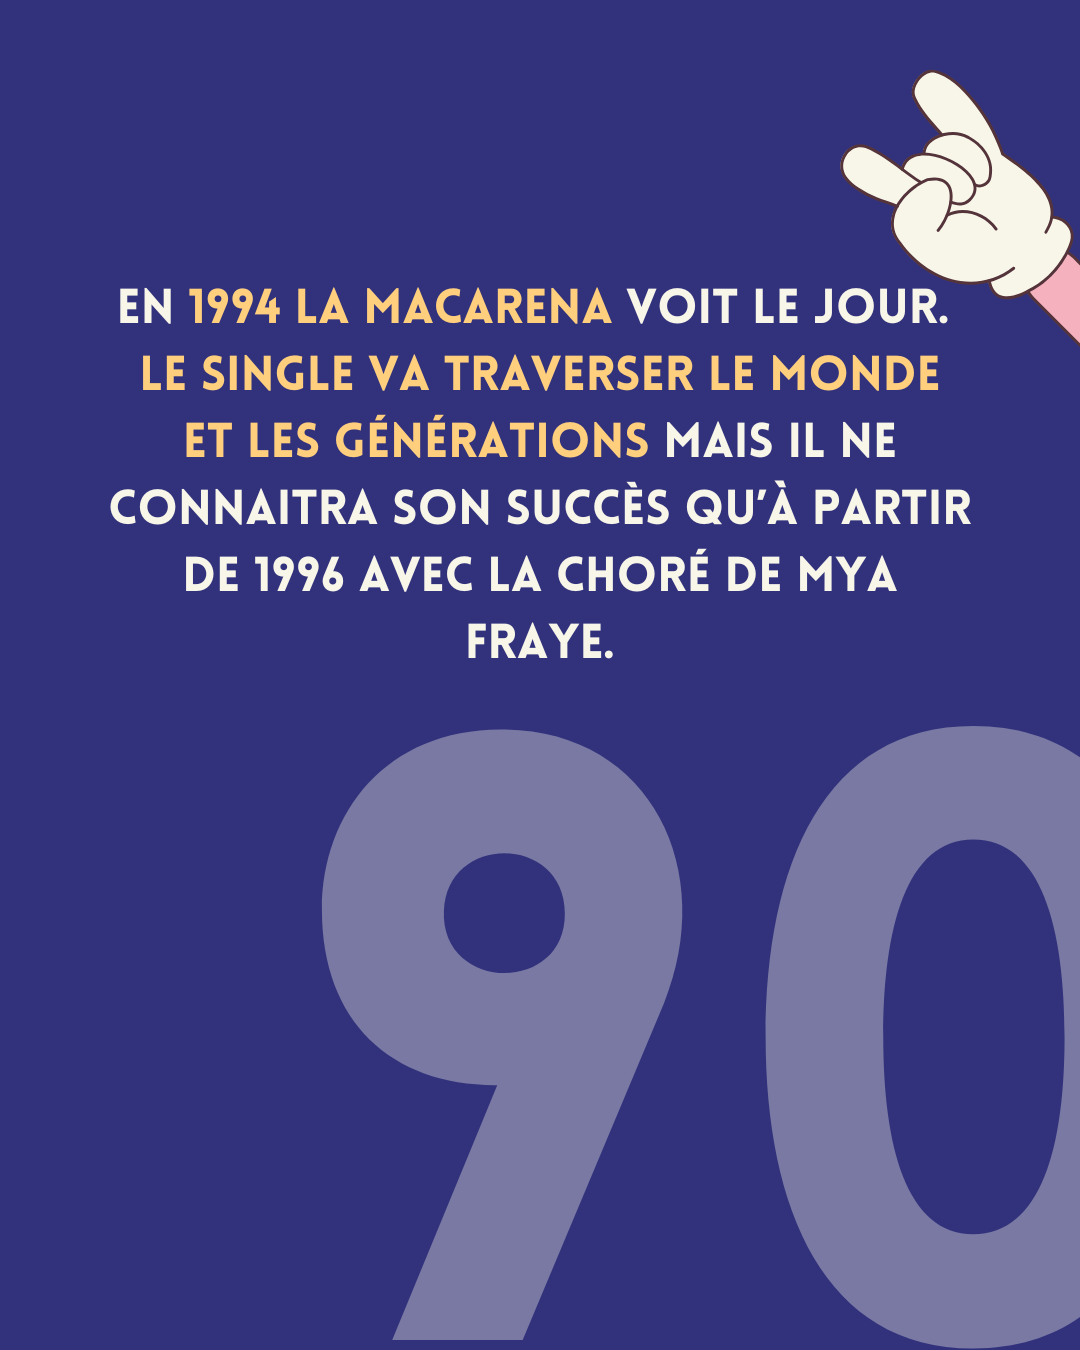 EN 1994 LA MACARENA VOIT LE JOUR.
LE SINGLE VA TRAVERSER LE MONDE
ET LES GÉNÉRATIONS MAIS IL NE
CONNAITRA SON SUCCÈS QU'À PARTIR
DE 1996 AVEC LA CHORÉ DE MYA
FRAYE.
90